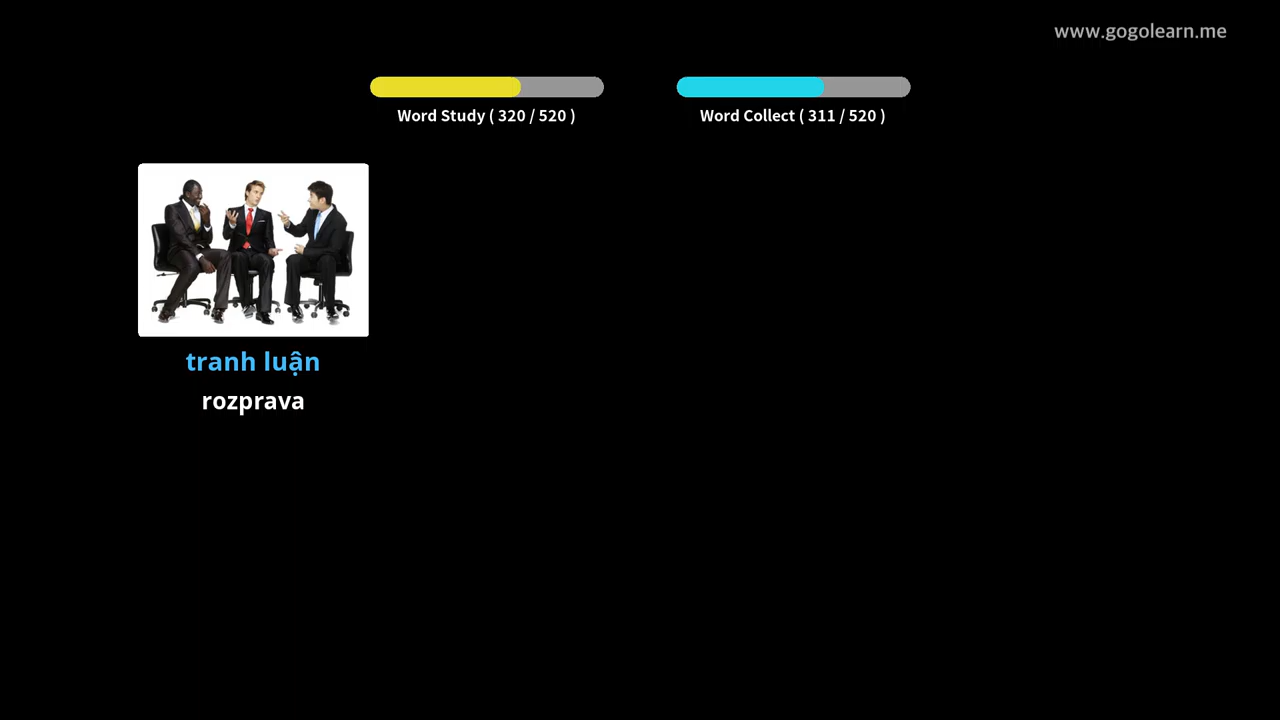 www.gogolearn.me
Word Study ( 320 / 520 )
Word Collect ( 311 / 520 )
tranh luận
rozprava